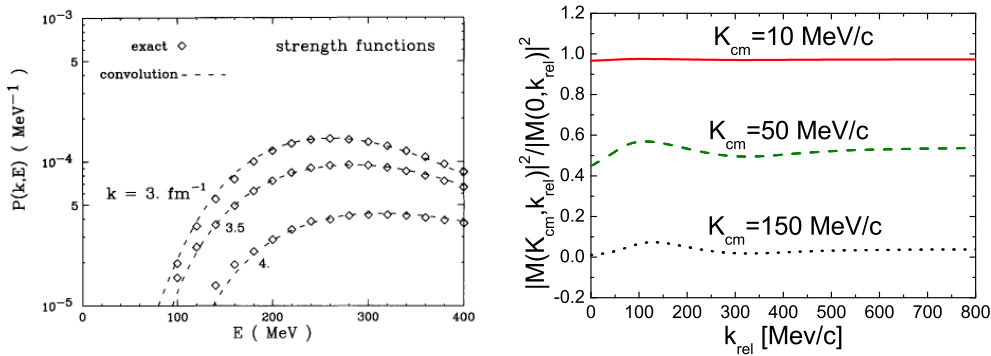 10⁻³
5
10⁻⁴
5
10⁻⁵
P(k,E) ( MeV⁻¹ )
exact ◇
strength functions
convolution - - - - -
k = 3. fm⁻¹
3.5
4.
0 100 200 300 400
E ( MeV )
1.2
1.0
0.8
0.6
0.4
0.2
0.0
-0.2
|M(K_cm,k_rel)|²/|M(0,k_rel)|²
K_cm=10 MeV/c
K_cm=50 MeV/c
K_cm=150 MeV/c
0 100 200 300 400 500 600 700 800
k_rel [Mev/c]